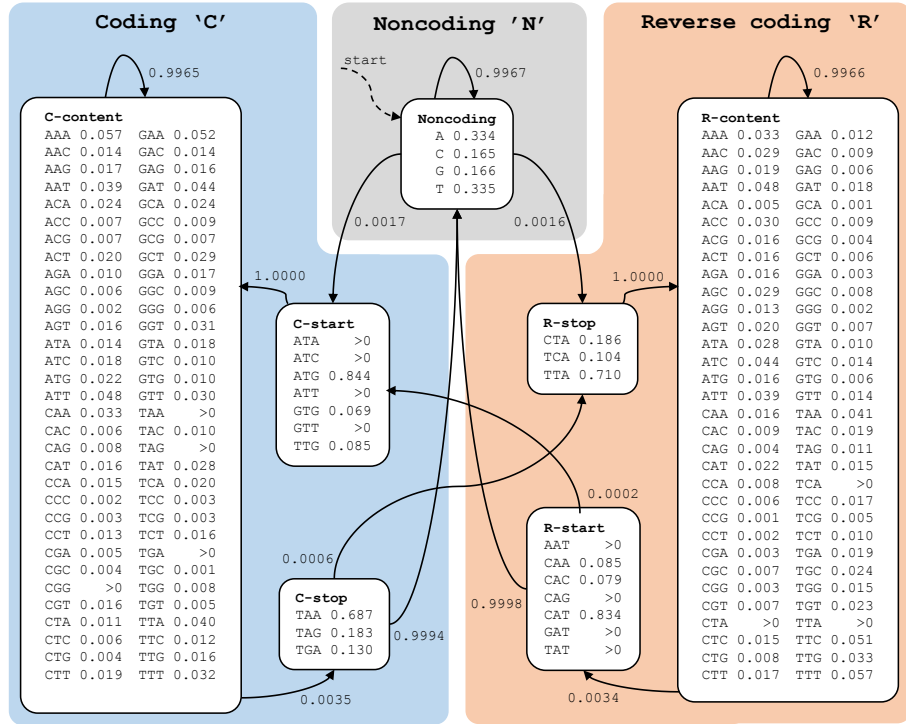 Coding ‘C’
Noncoding ’N’
Reverse coding ‘R’
start
0.9965
0.9967
0.9966
C-content
AAA 0.057 GAA 0.052
AAC 0.014 GAC 0.014
AAG 0.017 GAG 0.016
AAT 0.039 GAT 0.044
ACA 0.024 GCA 0.024
ACC 0.007 GCC 0.009
ACG 0.007 GCG 0.007
ACT 0.020 GCT 0.029
AGA 0.010 GGA 0.017
AGC 0.006 GGC 0.009
AGG 0.002 GGG 0.006
AGT 0.016 GGT 0.031
ATA 0.014 GTA 0.018
ATC 0.018 GTC 0.010
ATG 0.022 GTG 0.010
ATT 0.048 GTT 0.030
CAA 0.033 TAA >0
CAC 0.006 TAC 0.010
CAG 0.008 TAG >0
CAT 0.016 TAT 0.028
CCA 0.015 TCA 0.020
CCC 0.002 TCC 0.003
CCG 0.003 TCG 0.003
CCT 0.013 TCT 0.016
CGA 0.005 TGA >0
CGC 0.004 TGC 0.001
CGG >0 TGG 0.008
CGT 0.016 TGT 0.005
CTA 0.011 TTA 0.040
CTC 0.006 TTC 0.012
CTG 0.004 TTG 0.016
CTT 0.019 TTT 0.032
Noncoding
A 0.334
C 0.165
G 0.166
T 0.335
0.0017
0.0016
1.0000
1.0000
C-start
ATA >0
ATC >0
ATG 0.844
ATT >0
GTG 0.069
GTT >0
TTG 0.085
R-stop
CTA 0.186
TCA 0.104
TTA 0.710
0.0002
0.0006
C-stop
TAA 0.687
TAG 0.183
TGA 0.130
0.9994
0.9998
R-start
AAT >0
CAA 0.085
CAC 0.079
CAG >0
CAT 0.834
GAT >0
TAT >0
0.0035
0.0034
R-content
AAA 0.033 GAA 0.012
AAC 0.029 GAC 0.009
AAG 0.019 GAG 0.006
AAT 0.048 GAT 0.018
ACA 0.005 GCA 0.001
ACC 0.030 GCC 0.009
ACG 0.016 GCG 0.004
ACT 0.016 GCT 0.006
AGA 0.016 GGA 0.003
AGC 0.029 GGC 0.008
AGG 0.013 GGG 0.002
AGT 0.020 GGT 0.007
ATA 0.028 GTA 0.010
ATC 0.044 GTC 0.014
ATG 0.016 GTG 0.006
ATT 0.039 GTT 0.014
CAA 0.016 TAA 0.041
CAC 0.009 TAC 0.019
CAG 0.004 TAG 0.011
CAT 0.022 TAT 0.015
CCA 0.008 TCA >0
CCC 0.006 TCC 0.017
CCG 0.001 TCG 0.005
CCT 0.002 TCT 0.010
CGA 0.003 TGA 0.019
CGC 0.007 TGC 0.024
CGG 0.003 TGG 0.015
CGT 0.007 TGT 0.023
CTA >0 TTA >0
CTC 0.015 TTC 0.051
CTG 0.008 TTG 0.033
CTT 0.017 TTT 0.057